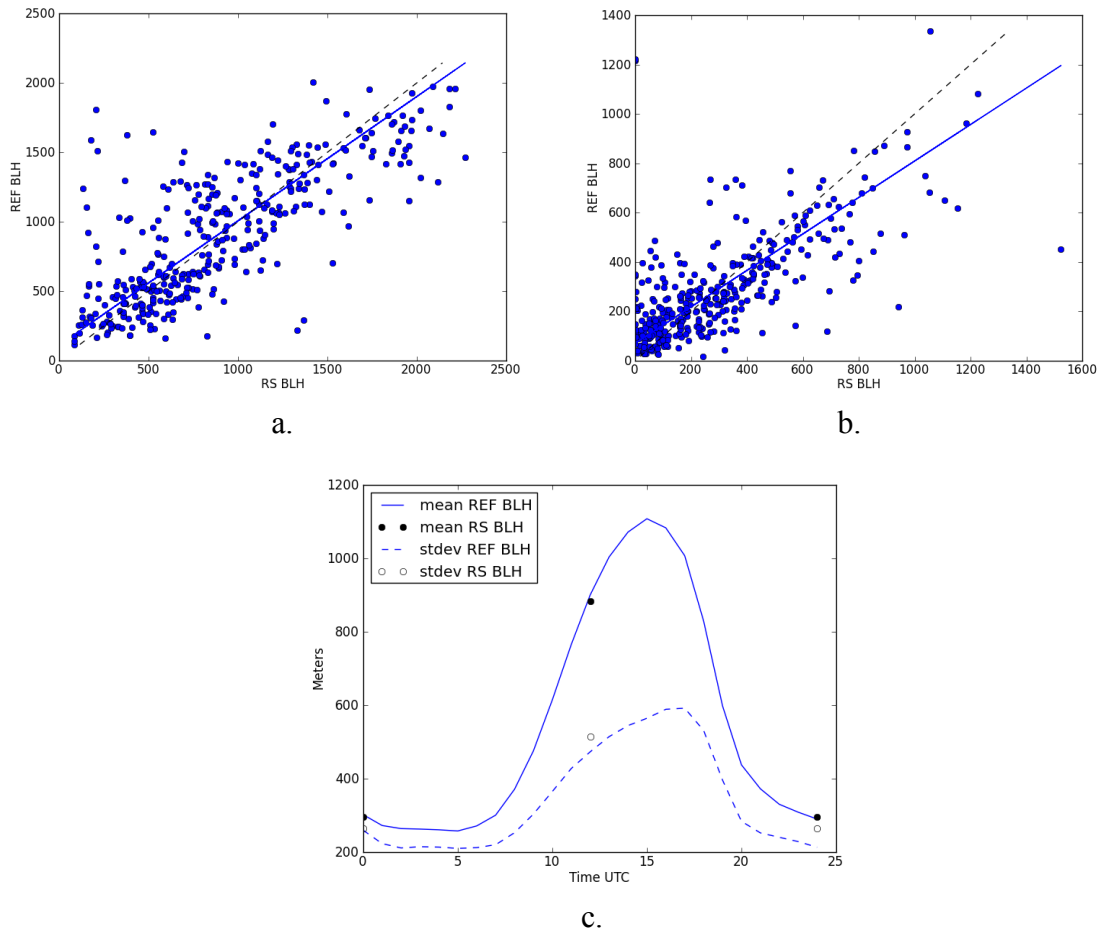 2500
2000
1500
1000
500
0
REF BLH
0 500 1000 1500 2000 2500
RS BLH
a.
1400
1200
1000
800
600
400
200
0
REF BLH
0 200 400 600 800 1000 1200 1400 1600
RS BLH
b.
1200
1000
800
600
400
200
Meters
mean REF BLH
mean RS BLH
stdev REF BLH
stdev RS BLH
0 5 10 15 20 25
Time UTC
c.